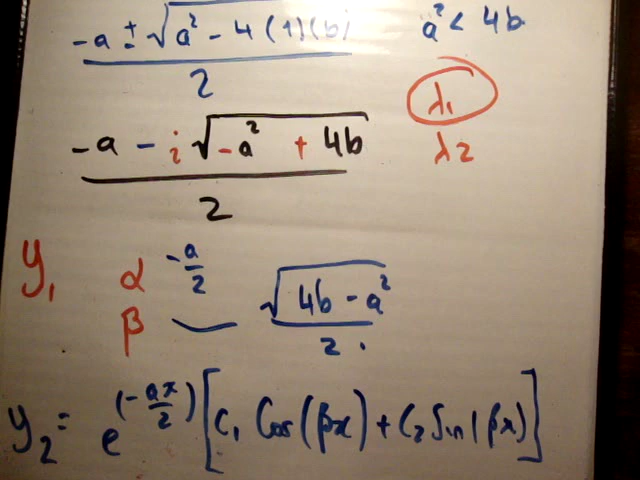 (-a ± √(a² - 4(1)(b)))/2 a² < 4b
λ₁
(-a - i√(-a² + 4b))/2 λ₂
y₁ α -a/2
β — √(4b - a²)/2 .
y₂ = e^(-ax/2) [c₁ Cos(βx) + C₂ Sin(βx)]